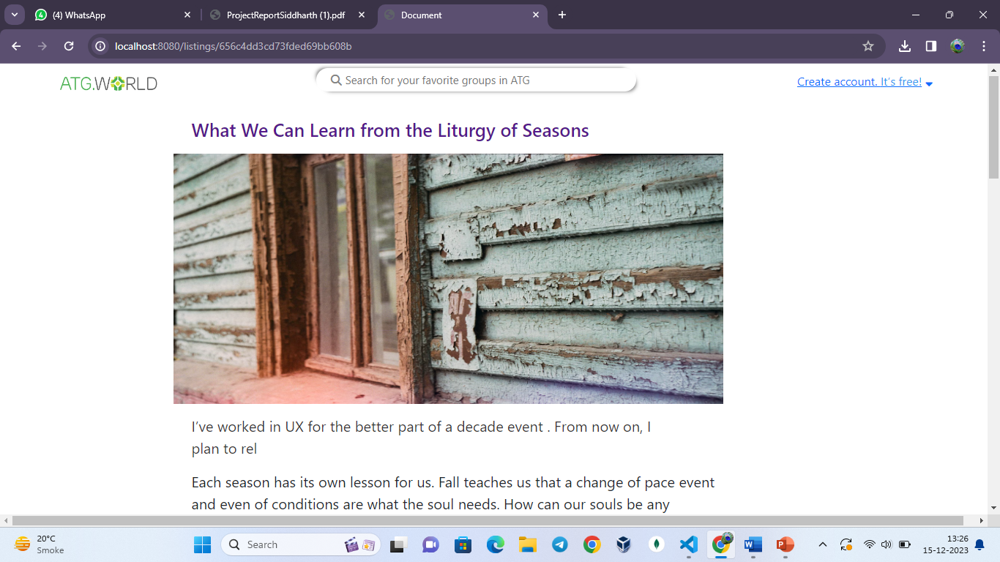 (4) WhatsApp
ProjectReportSiddharth (1).pdf
Document
localhost:8080/listings/656c4dd3cd73fded69bb608b
ATG.WORLD
Search for your favorite groups in ATG
Create account. It's free!
What We Can Learn from the Liturgy of Seasons
I've worked in UX for the better part of a decade event . From now on, I
plan to rel
Each season has its own lesson for us. Fall teaches us that a change of pace event
and even of conditions are what the soul needs. How can our souls be any
20°C
Smoke
Search
13:26
15-12-2023